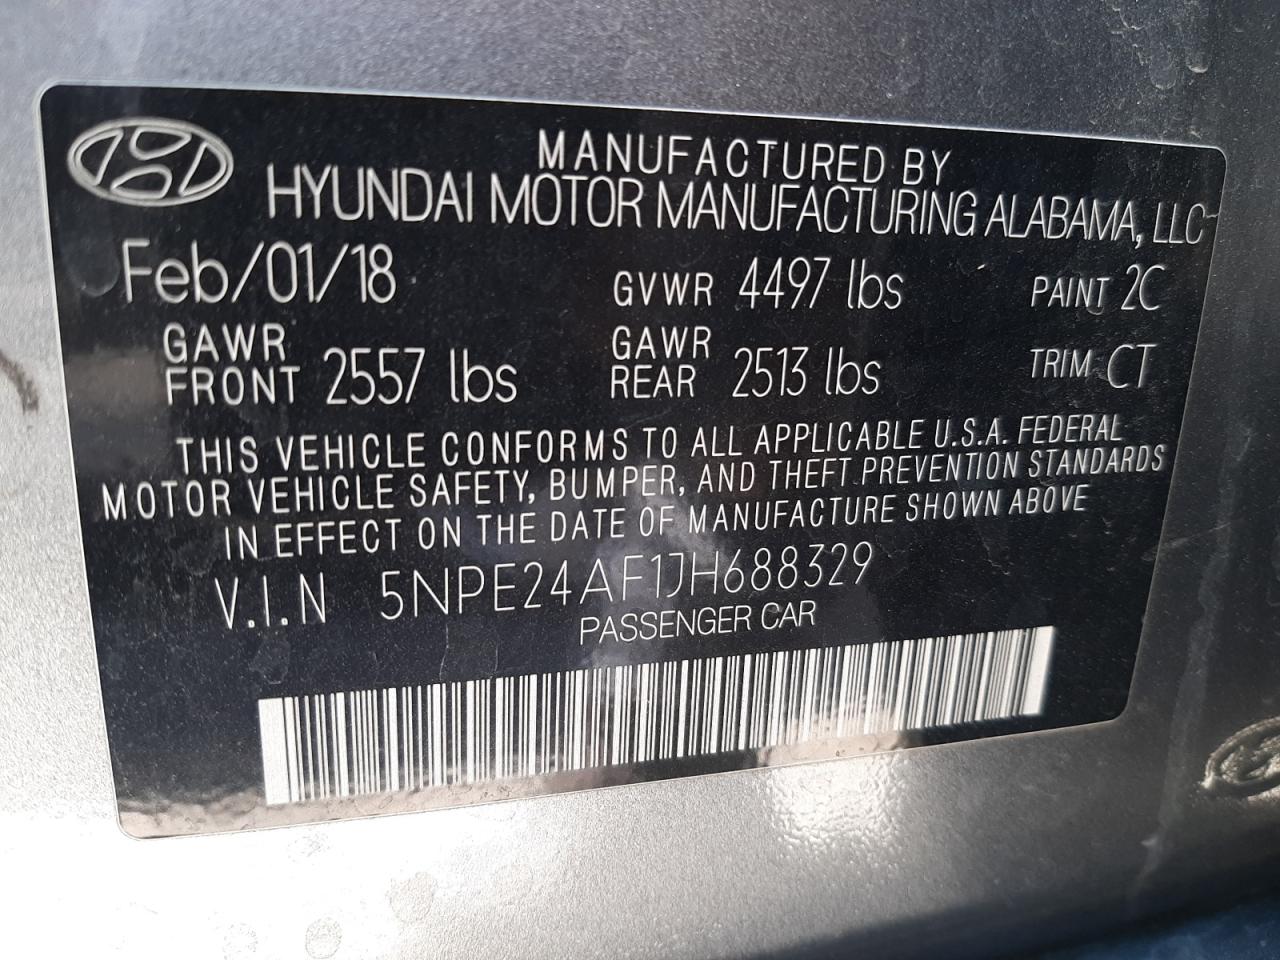 MANUFACTURED BY
HYUNDAI MOTOR MANUFACTURING ALABAMA, LLC
Feb/01/18 GVWR 4497 lbs PAINT 2C
GAWR FRONT 2557 lbs GAWR REAR 2513 lbs TRIM CT
THIS VEHICLE CONFORMS TO ALL APPLICABLE U.S.A. FEDERAL
MOTOR VEHICLE SAFETY, BUMPER, AND THEFT PREVENTION STANDARDS
IN EFFECT ON THE DATE OF MANUFACTURE SHOWN ABOVE
V.I.N 5NPE24AF1JH688329
PASSENGER CAR